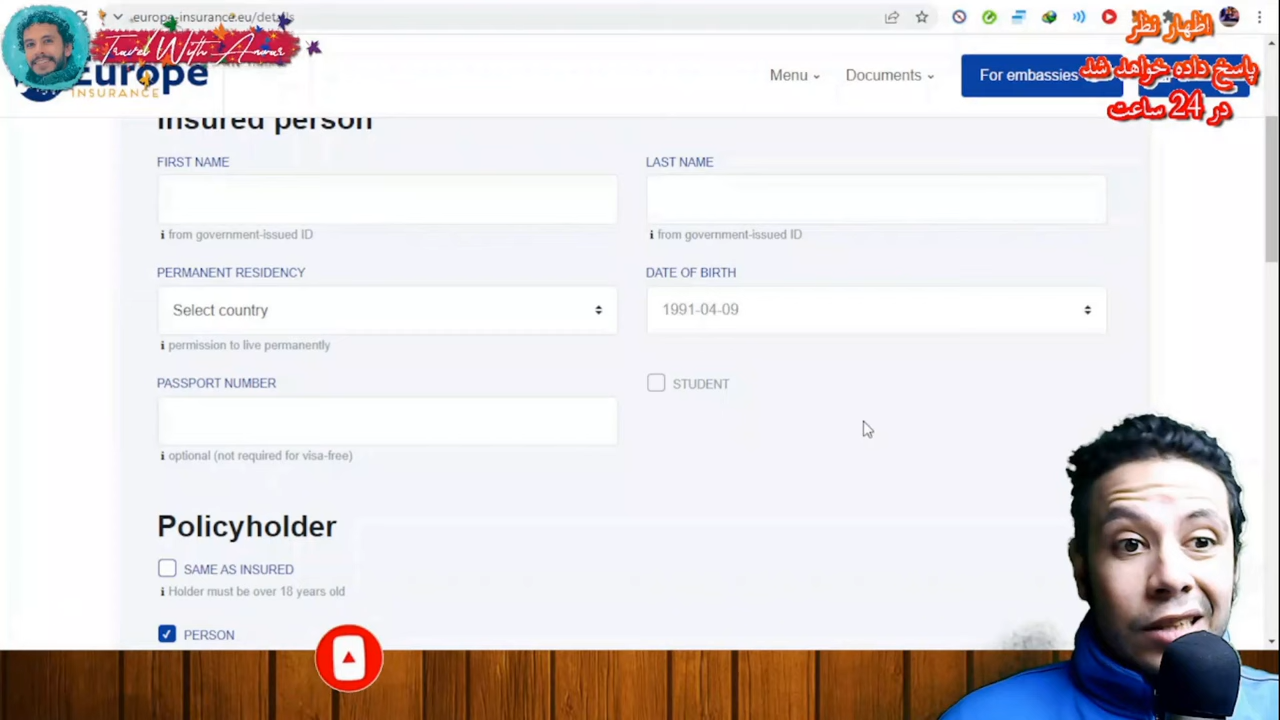 europe-insurance.eu/details
Travel With Anwar
اظهار نظر
پاسخ داده خواهد شد
در 24 ساعت
Europe
INSURANCE
Menu
Documents
For embassies
Insured person
FIRST NAME
LAST NAME
from government-issued ID
from government-issued ID
PERMANENT RESIDENCY
DATE OF BIRTH
Select country
1991-04-09
permission to live permanently
PASSPORT NUMBER
STUDENT
optional (not required for visa-free)
Policyholder
SAME AS INSURED
Holder must be over 18 years old
PERSON